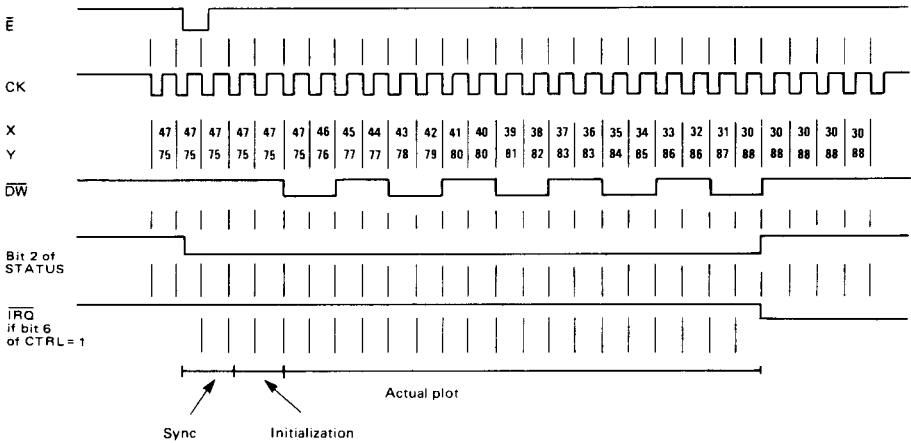 E
CK
X 47 47 47 47 47 47 46 45 44 43 42 41 40 39 38 37 36 35 34 33 32 31 30 30 30 30 30
Y 75 75 75 75 75 75 76 77 77 78 79 80 80 81 82 83 83 84 85 86 86 87 88 88 88 88 88
DW
Bit 2 of
STATUS
IRQ
if bit 6
of CTRL = 1
Actual plot
Sync Initialization